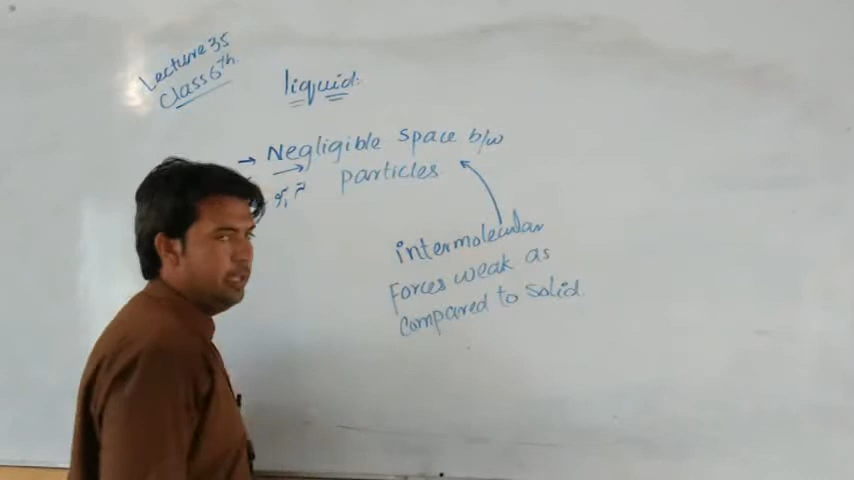 Lecture 35
Class 6th.
liquid:
→ Negligible space b/w
particles
intermolecular
Forces weak as
Compared to Solid